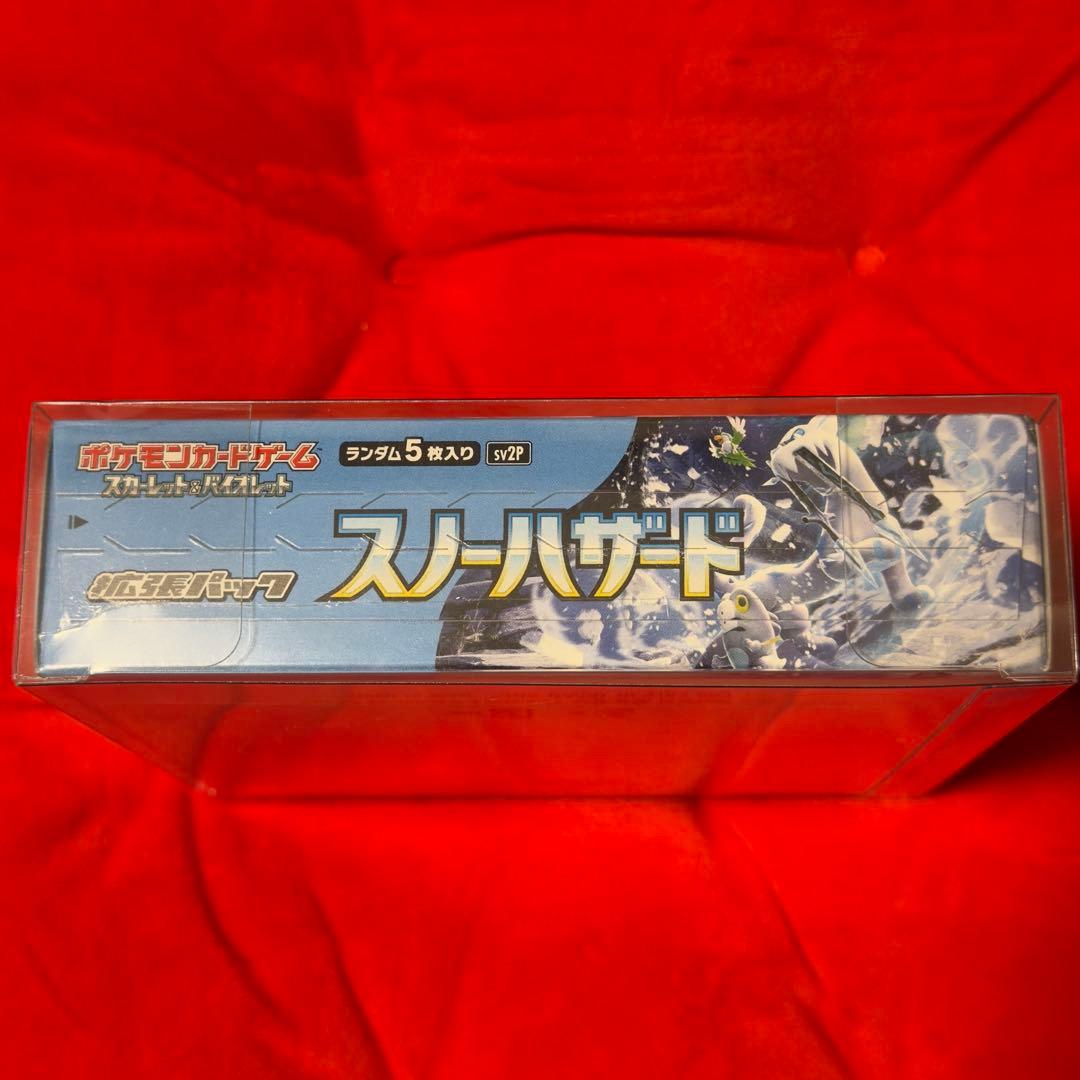 ポケモンカードゲーム
スカーレット&バイオレット
ランダム5枚入り
sv2P
スノーハザード
拡張パック